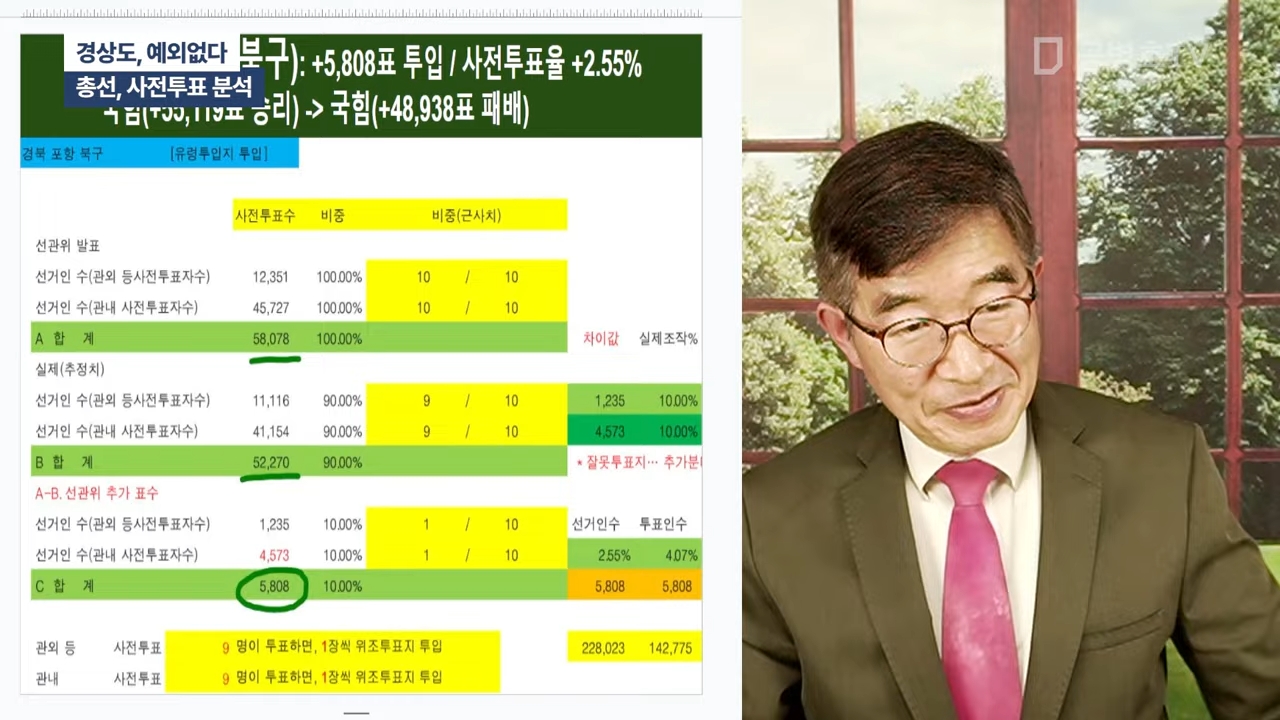 경상도, 예외없다
총선, 사전투표 분석
북구): +5,808표 투입 / 사전투표율 +2.55%
국힘(+55,119표 승리) -> 국힘(+48,938표 패배)
경북 포항 북구 [유령투입지 투입]
사전투표수 비중 비중(근사치)
선관위 발표
선거인 수(관외 등사전투표자수) 12,351 100.00% 10 / 10
선거인 수(관내 사전투표자수) 45,727 100.00% 10 / 10
A 합 계 58,078 100.00% 차이값 실제조작%
실제(추정치)
선거인 수(관외 등사전투표자수) 11,116 90.00% 9 / 10 1,235 10.00%
선거인 수(관내 사전투표자수) 41,154 90.00% 9 / 10 4,573 10.00%
B 합 계 52,270 90.00% * 잘못투표지… 추가분
A-B. 선관위 추가 표수
선거인 수(관외 등사전투표자수) 1,235 10.00% 1 / 10 선거인수 투표인수
선거인 수(관내 사전투표자수) 4,573 10.00% 1 / 10 2.55% 4.07%
C 합 계 5,808 10.00% 5,808 5,808
관외 등 사전투표 9 명이 투표하면, 1장씩 위조투표지 투입 228,023 142,775
관내 사전투표 9 명이 투표하면, 1장씩 위조투표지 투입